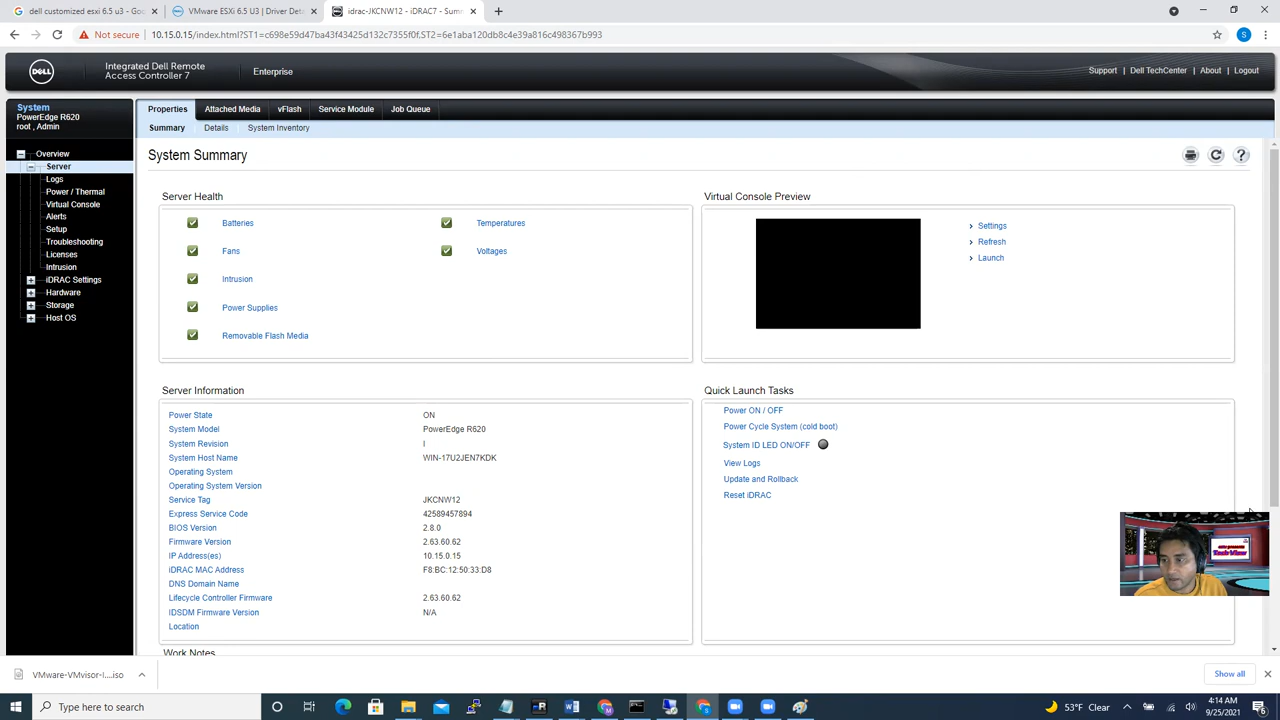 dell customized esxi 6.5 u3 - Goo
VMware ESXi 6.5 U3 | Driver Deta
idrac-JKCNW12 - iDRAC7 - Sum
Not secure
10.15.0.15/index.html?ST1=c698e59d47ba43f43425d132c7355f0f,ST2=6e1aba120db8c4e39a816c498367b993
S
DELL
Integrated Dell Remote
Access Controller 7
Enterprise
Support | Dell TechCenter | About | Logout
System
PowerEdge R620
root , Admin
Overview
Server
Logs
Power / Thermal
Virtual Console
Alerts
Setup
Troubleshooting
Licenses
Intrusion
iDRAC Settings
Hardware
Storage
Host OS
Properties
Attached Media
vFlash
Service Module
Job Queue
Summary
Details
System Inventory
System Summary
Server Health
Batteries
Temperatures
Fans
Voltages
Intrusion
Power Supplies
Removable Flash Media
Virtual Console Preview
Settings
Refresh
Launch
Server Information
Power State ON
System Model PowerEdge R620
System Revision I
System Host Name WIN-17U2JEN7KDK
Operating System
Operating System Version
Service Tag JKCNW12
Express Service Code 42589457894
BIOS Version 2.8.0
Firmware Version 2.63.60.62
IP Address(es) 10.15.0.15
iDRAC MAC Address F8:BC:12:50:33:D8
DNS Domain Name
Lifecycle Controller Firmware 2.63.60.62
IDSDM Firmware Version N/A
Location
Work Notes
Quick Launch Tasks
Power ON / OFF
Power Cycle System (cold boot)
System ID LED ON/OFF
View Logs
Update and Rollback
Reset iDRAC
Tech View
VMware-VMvisor-I....iso
Show all
Type here to search
53°F Clear
4:14 AM
9/25/2021
6